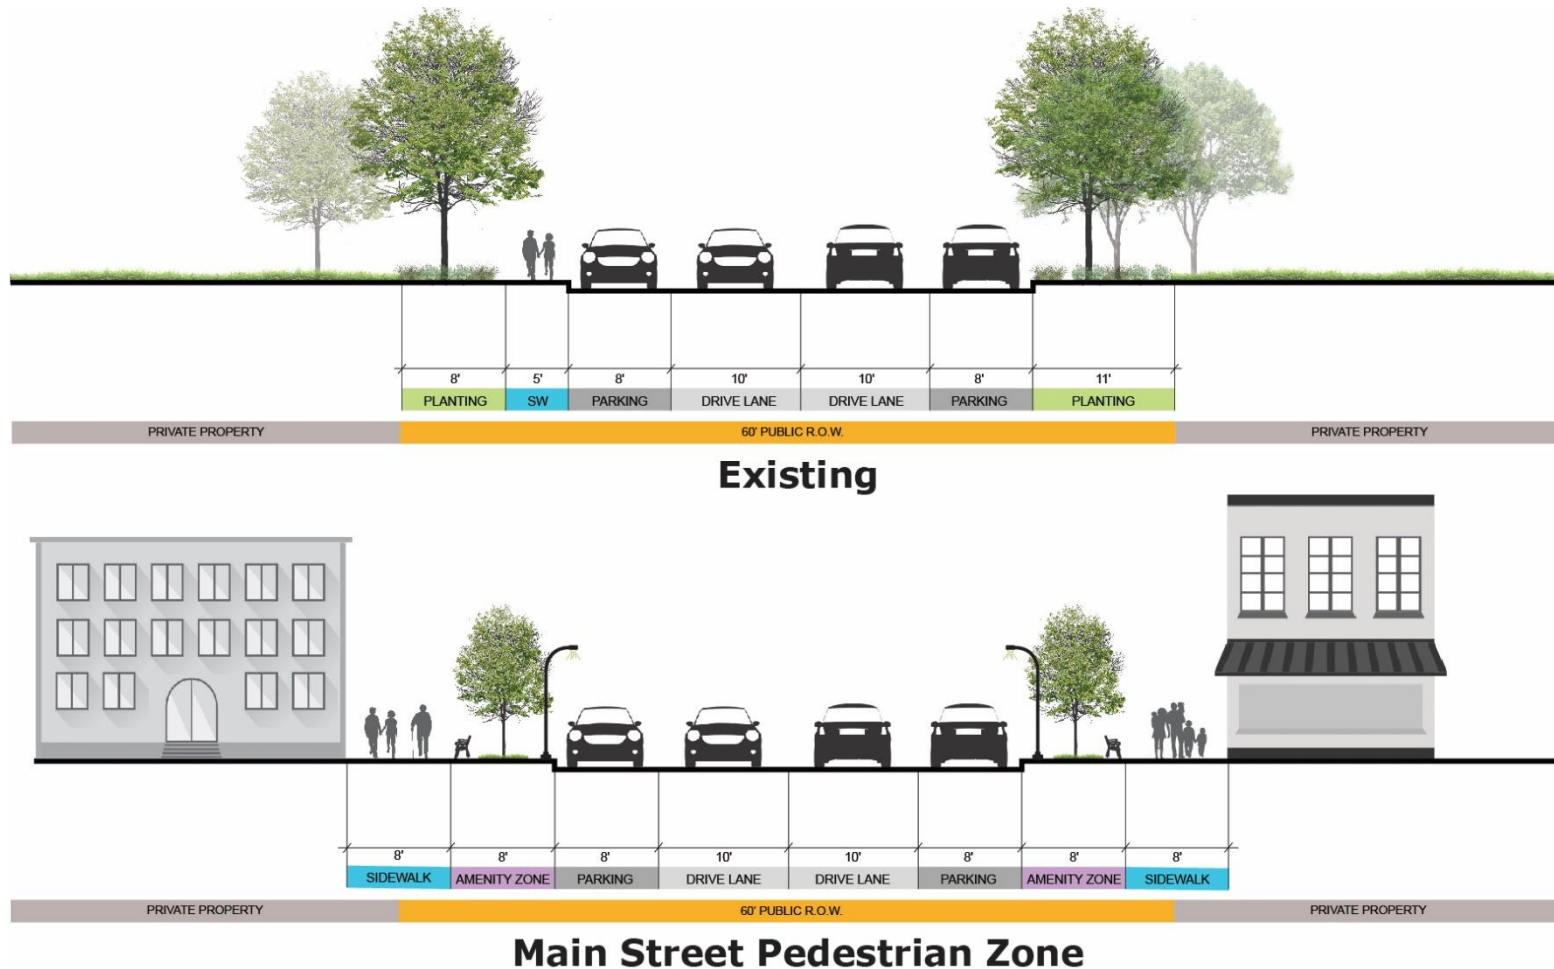 8' 5' 8' 10' 10' 8' 11'
PLANTING SW PARKING DRIVE LANE DRIVE LANE PARKING PLANTING
PRIVATE PROPERTY 60' PUBLIC R.O.W. PRIVATE PROPERTY
Existing
8' 8' 8' 10' 10' 8' 8' 8'
SIDEWALK AMENITY ZONE PARKING DRIVE LANE DRIVE LANE PARKING AMENITY ZONE SIDEWALK
PRIVATE PROPERTY 60' PUBLIC R.O.W. PRIVATE PROPERTY
Main Street Pedestrian Zone